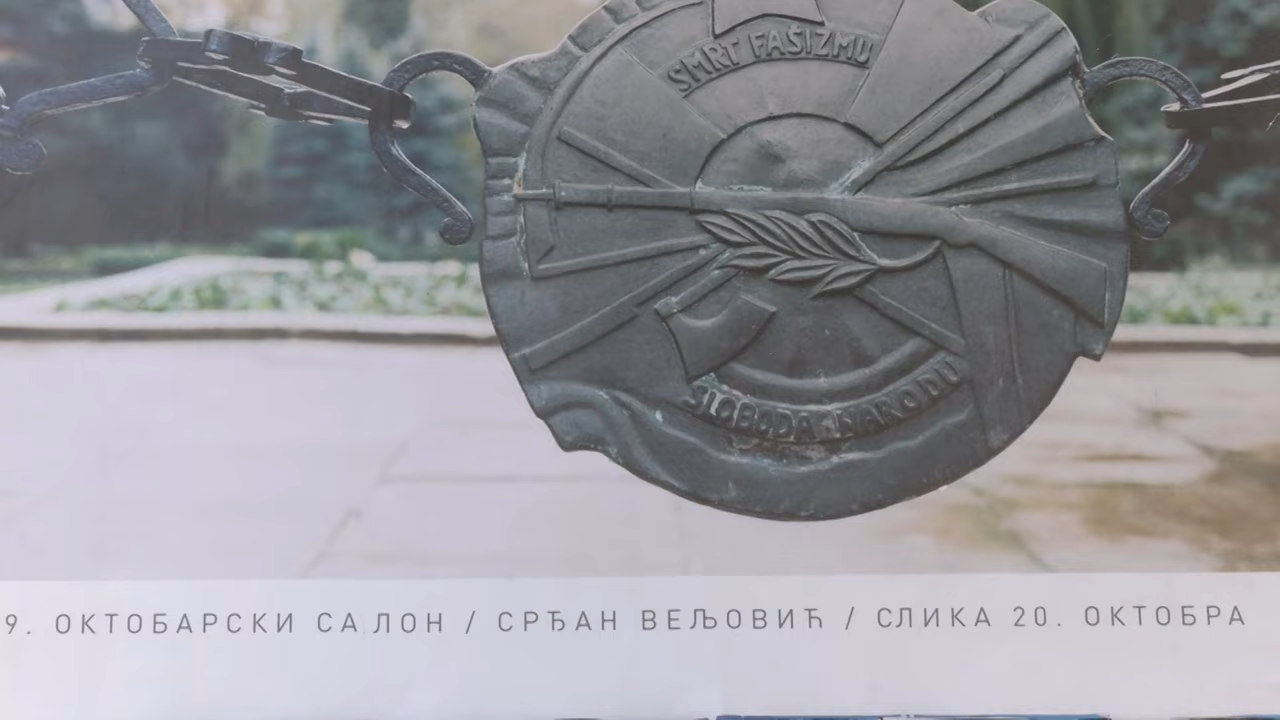 SMRT FAŠIZMU
SLOBODA NARODU
9. ОКТОБАРСКИ САЛОН / СРЂАН ВЕЉОВИЋ / СЛИКА 20. ОКТОБРА